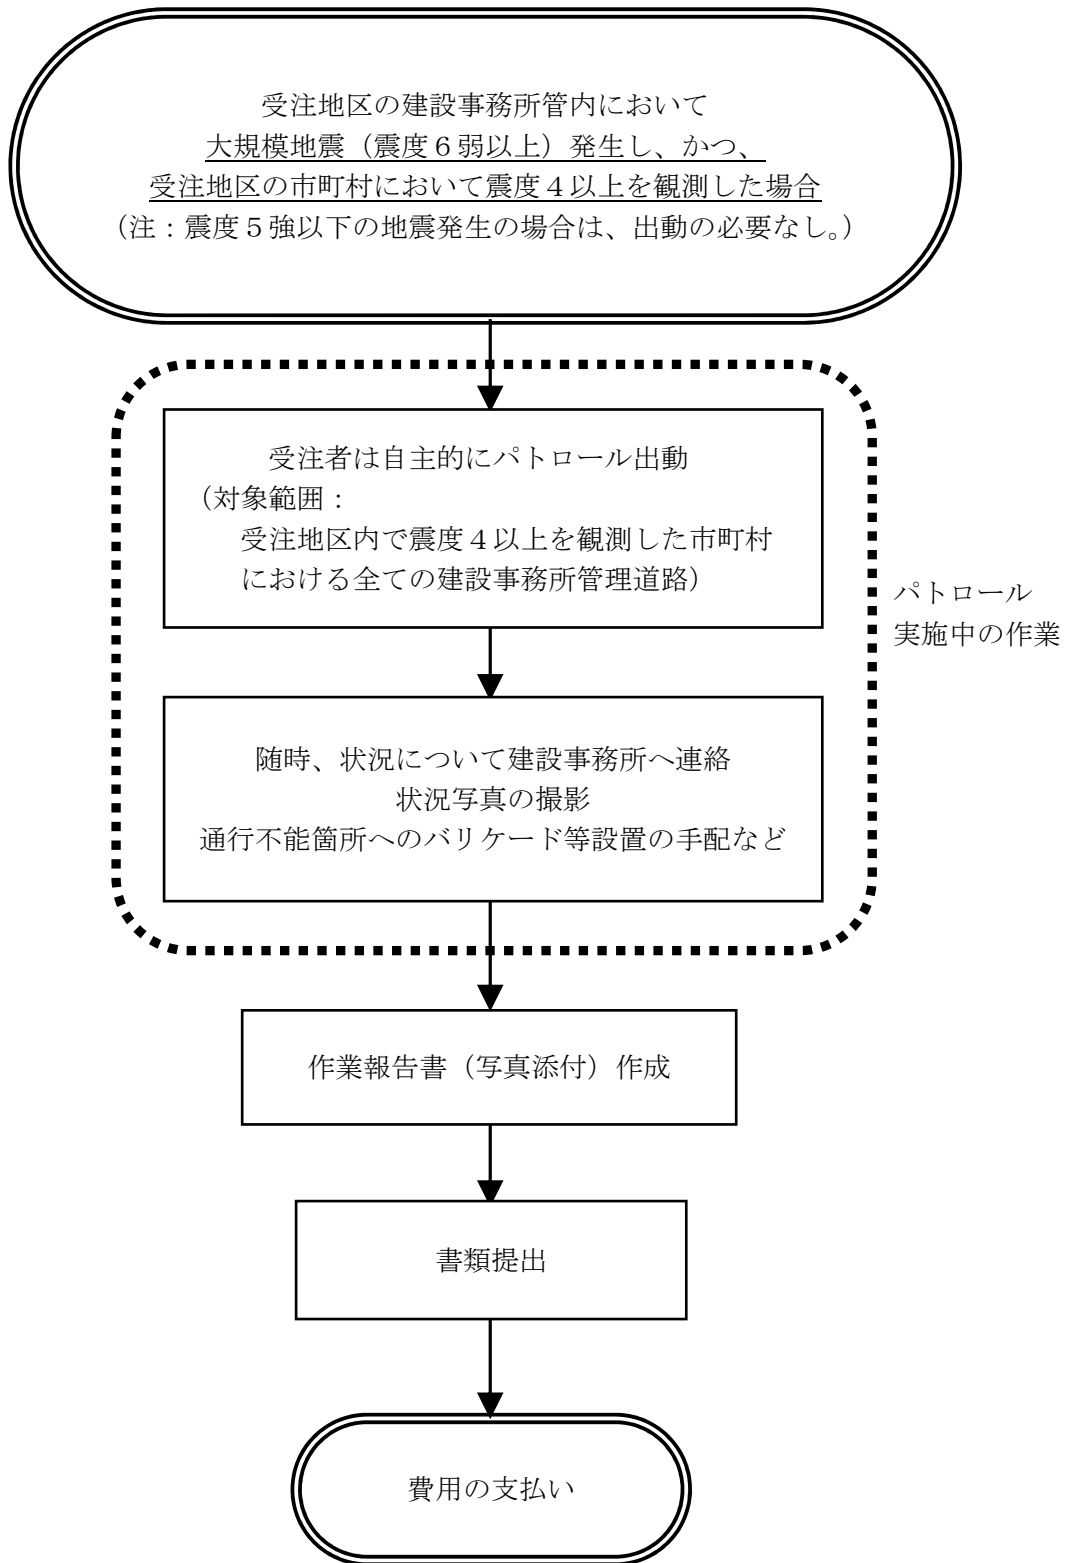 受注地区の建設事務所管内において
大規模地震（震度６弱以上）発生し、かつ、
受注地区の市町村において震度４以上を観測した場合
（注：震度５強以下の地震発生の場合は、出動の必要なし。）
受注者は自主的にパトロール出動
（対象範囲：
受注地区内で震度４以上を観測した市町村
における全ての建設事務所管理道路）
パトロール
実施中の作業
随時、状況について建設事務所へ連絡
状況写真の撮影
通行不能箇所へのバリケード等設置の手配など
作業報告書（写真添付）作成
書類提出
費用の支払い